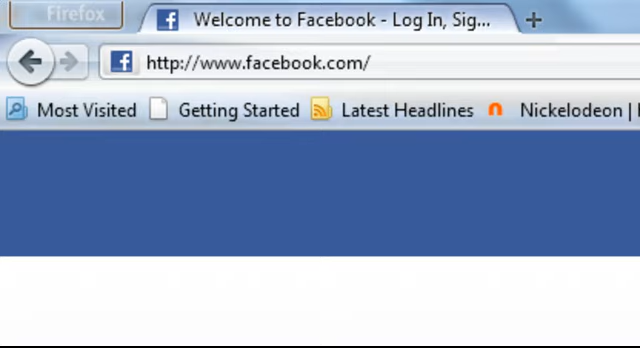 Firefox
Welcome to Facebook - Log In, Sig...
http://www.facebook.com/
Most Visited Getting Started Latest Headlines Nickelodeon |